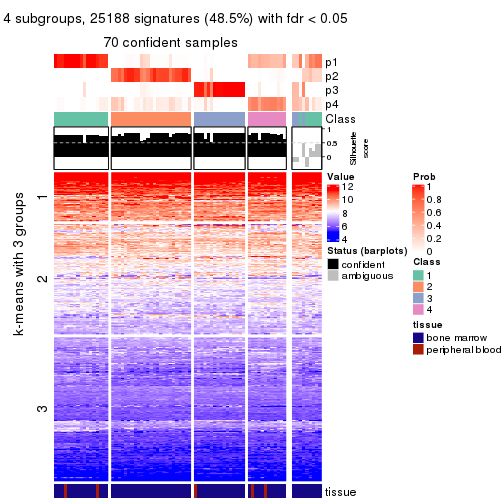 4 subgroups, 25188 signatures (48.5%) with fdr < 0.05
70 confident samples
p1
p2
p3
p4
Class
1
0.5
0
Silhouette
score
k-means with 3 groups
1
2
3
tissue
Value
12
10
8
6
4
Status (barplots)
confident
ambiguous
Prob
1
0.8
0.6
0.4
0.2
0
Class
1
2
3
4
tissue
bone marrow
peripheral blood